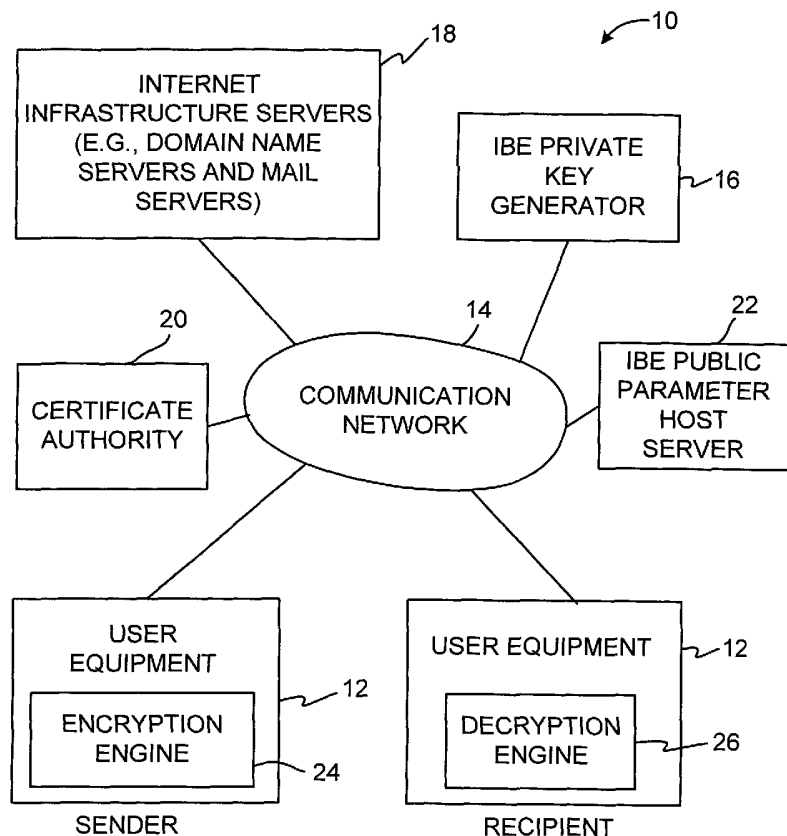 10
18
INTERNET
INFRASTRUCTURE SERVERS
(E.G., DOMAIN NAME
SERVERS AND MAIL
SERVERS)
IBE PRIVATE
KEY
GENERATOR
16
20
CERTIFICATE
AUTHORITY
14
COMMUNICATION
NETWORK
22
IBE PUBLIC
PARAMETER
HOST
SERVER
USER
EQUIPMENT
12
ENCRYPTION
ENGINE
24
SENDER
USER EQUIPMENT
12
DECRYPTION
ENGINE
26
RECIPIENT